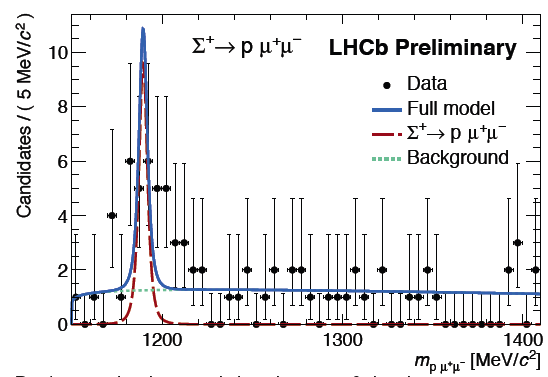 Σ⁺→ p μ⁺μ⁻
LHCb Preliminary
Data
Full model
Σ⁺→ p μ⁺μ⁻
Background
Candidates / ( 5 MeV/c² )
10
8
6
4
2
0
1200
1300
1400
m_{p μ⁺μ⁻} [MeV/c²]